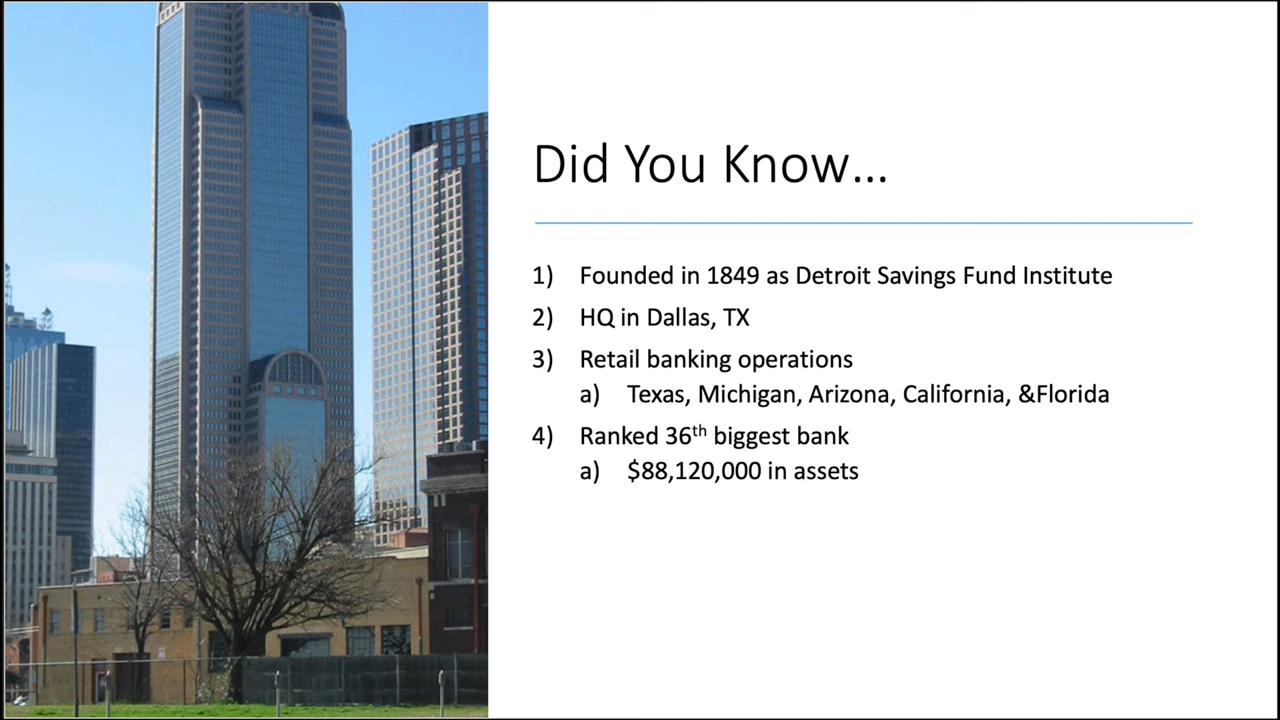 Did You Know...
1) Founded in 1849 as Detroit Savings Fund Institute
2) HQ in Dallas, TX
3) Retail banking operations
a) Texas, Michigan, Arizona, California, &Florida
4) Ranked 36th biggest bank
a) $88,120,000 in assets